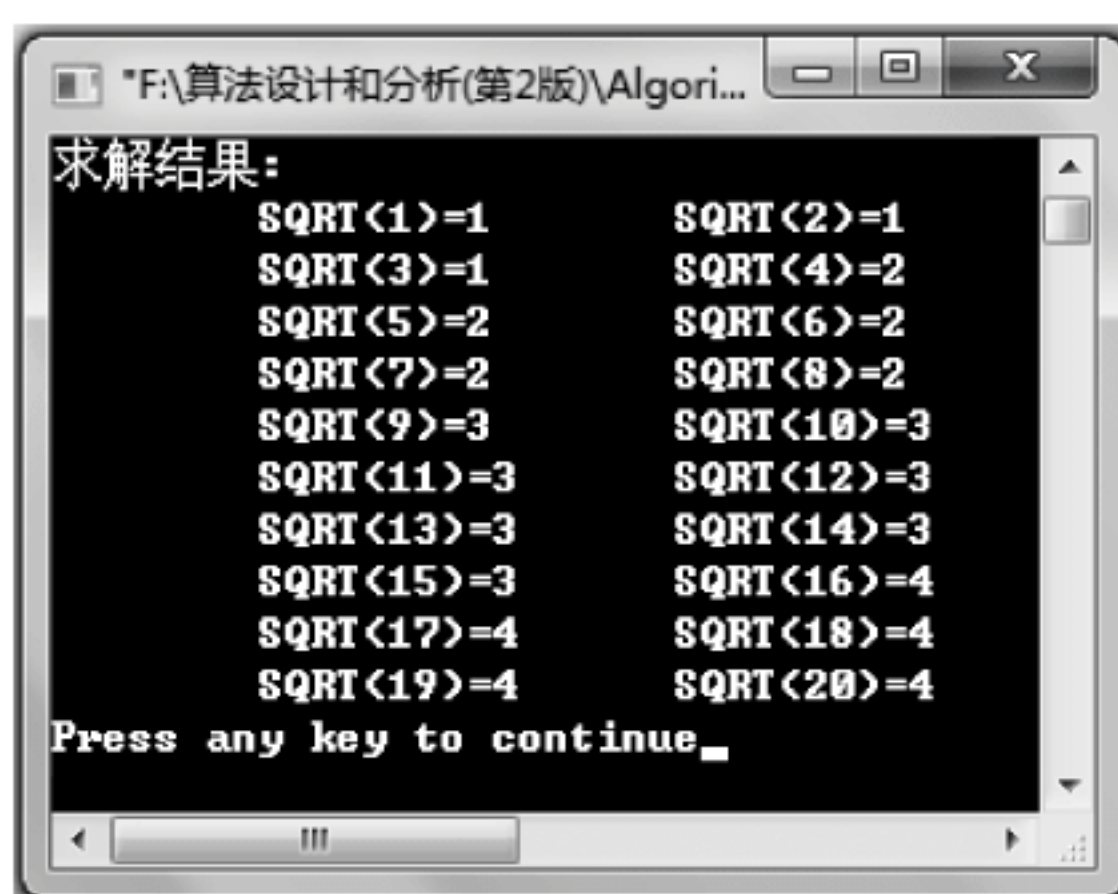 "F:\算法设计和分析(第2版)\Algori...
求解结果:
SQRT(1)=1 SQRT(2)=1
SQRT(3)=1 SQRT(4)=2
SQRT(5)=2 SQRT(6)=2
SQRT(7)=2 SQRT(8)=2
SQRT(9)=3 SQRT(10)=3
SQRT(11)=3 SQRT(12)=3
SQRT(13)=3 SQRT(14)=3
SQRT(15)=3 SQRT(16)=4
SQRT(17)=4 SQRT(18)=4
SQRT(19)=4 SQRT(20)=4
Press any key to continue_